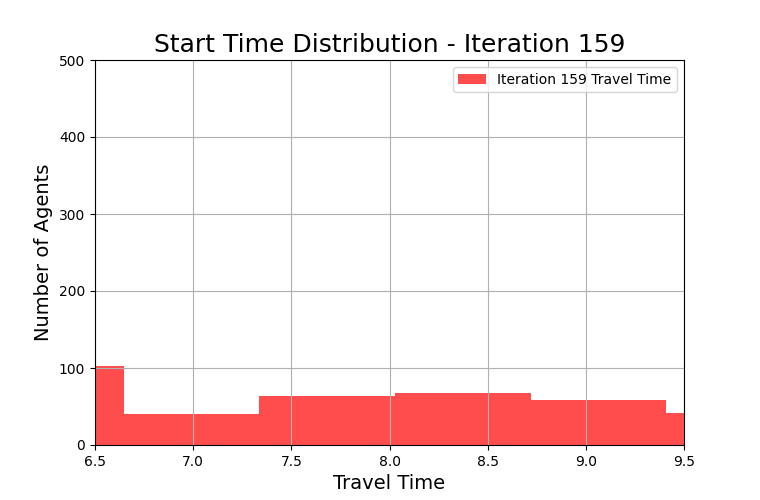 Start Time Distribution - Iteration 159
Iteration 159 Travel Time
500
400
300
200
100
0
Number of Agents
6.5 7.0 7.5 8.0 8.5 9.0 9.5
Travel Time